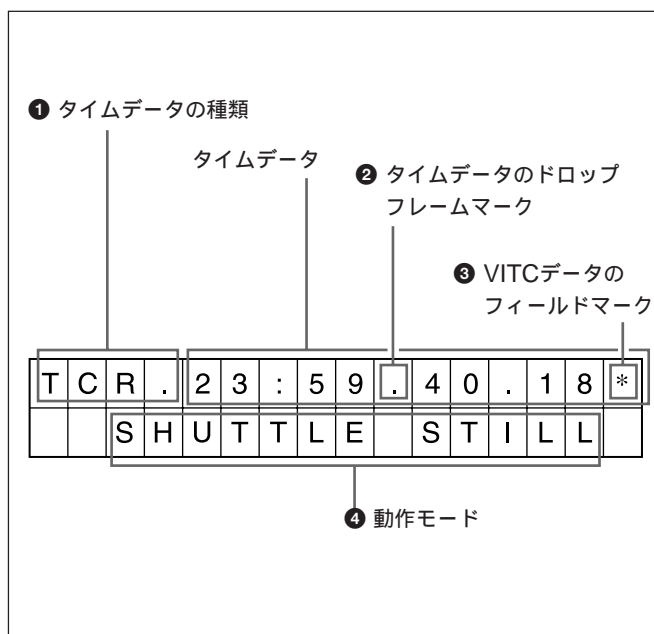 ❶ タイムデータの種類
タイムデータ
❷ タイムデータのドロップ
フレームマーク
❸ VITCデータの
フィールドマーク
TCR.23:59.40.18*
SHUTTLE STILL
❹ 動作モード